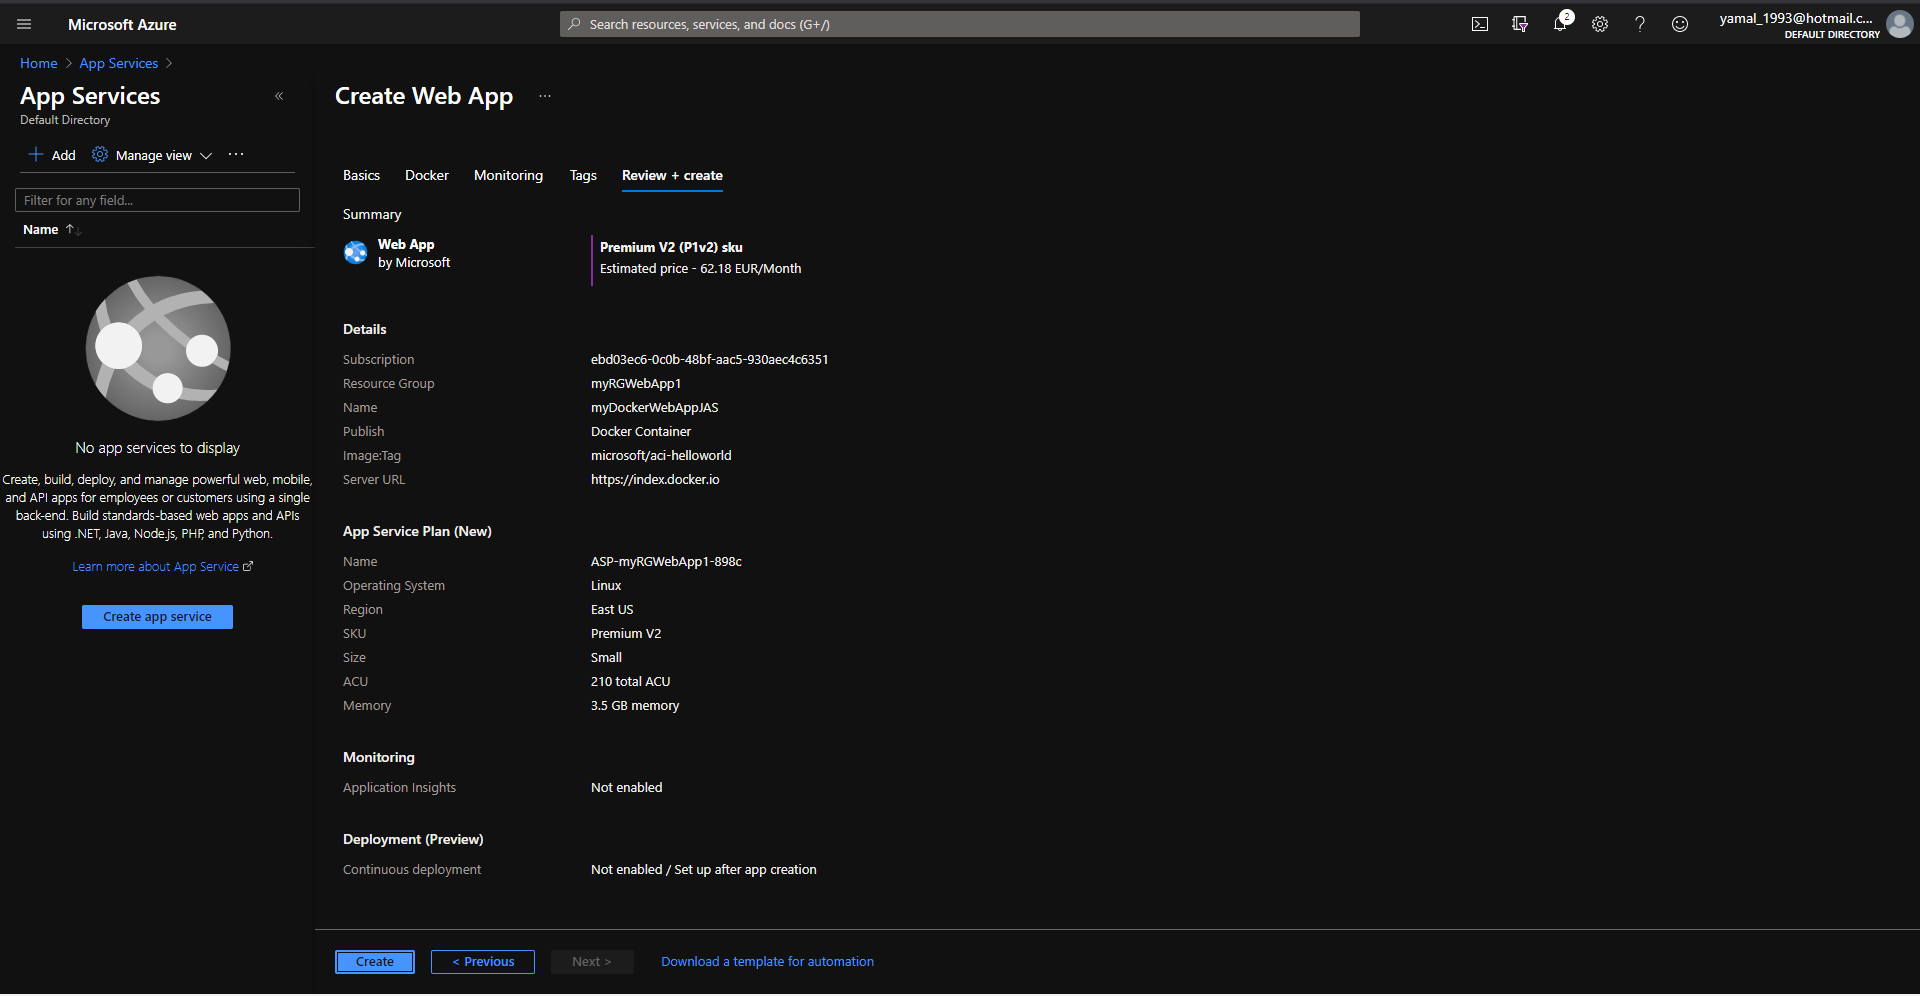 Microsoft Azure
Search resources, services, and docs (G+/)
2
yamal_1993@hotmail.c...
DEFAULT DIRECTORY
Home > App Services >
App Services
«
Default Directory
+ Add Manage view ···
Filter for any field...
Name ↑↓
No app services to display
Create, build, deploy, and manage powerful web, mobile,
and API apps for employees or customers using a single
back-end. Build standards-based web apps and APIs
using .NET, Java, Node.js, PHP, and Python.
Learn more about App Service
Create app service
Create Web App ···
Basics Docker Monitoring Tags Review + create
Summary
Web App
by Microsoft
Premium V2 (P1v2) sku
Estimated price - 62.18 EUR/Month
Details
Subscription ebd03ec6-0c0b-48bf-aac5-930aec4c6351
Resource Group myRGWebApp1
Name myDockerWebAppJAS
Publish Docker Container
Image:Tag microsoft/aci-helloworld
Server URL https://index.docker.io
App Service Plan (New)
Name ASP-myRGWebApp1-898c
Operating System Linux
Region East US
SKU Premium V2
Size Small
ACU 210 total ACU
Memory 3.5 GB memory
Monitoring
Application Insights Not enabled
Deployment (Preview)
Continuous deployment Not enabled / Set up after app creation
Create < Previous Next > Download a template for automation